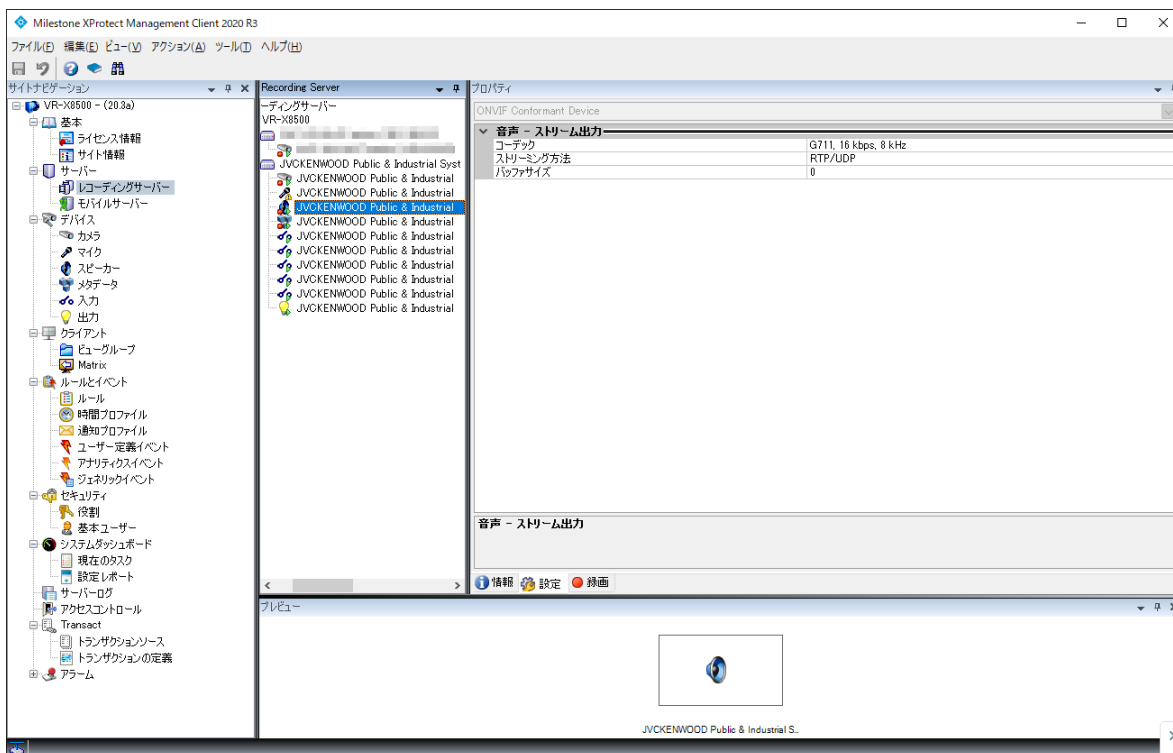 Milestone XProtect Management Client 2020 R3
ファイル(F) 編集(E) ビュー(V) アクション(A) ツール(T) ヘルプ(H)
サイトナビゲーション
VR-X8500 - (20.3a)
基本
ライセンス情報
サイト情報
サーバー
レコーディングサーバー
モバイルサーバー
デバイス
カメラ
マイク
スピーカー
メタデータ
入力
出力
クライアント
ビューグループ
Matrix
ルールとイベント
ルール
時間プロファイル
通知プロファイル
ユーザー定義イベント
アナリティクスイベント
ジェネリックイベント
セキュリティ
役割
基本ユーザー
システムダッシュボード
現在のタスク
設定レポート
サーバーログ
アクセスコントロール
Transact
トランザクションソース
トランザクションの定義
アラーム
Recording Server
ーディングサーバー
VR-X8500
JVCKENWOOD Public & Industrial Syst
JVCKENWOOD Public & Industrial
JVCKENWOOD Public & Industrial
JVCKENWOOD Public & Industrial
JVCKENWOOD Public & Industrial
JVCKENWOOD Public & Industrial
JVCKENWOOD Public & Industrial
JVCKENWOOD Public & Industrial
JVCKENWOOD Public & Industrial
JVCKENWOOD Public & Industrial
JVCKENWOOD Public & Industrial
プロパティ
ONVIF Conformant Device
音声 - ストリーム出力
コーデック G711, 16 kbps, 8 kHz
ストリーミング方法 RTP/UDP
バッファサイズ 0
音声 - ストリーム出力
情報 設定 録画
プレビュー
JVCKENWOOD Public & Industrial S...